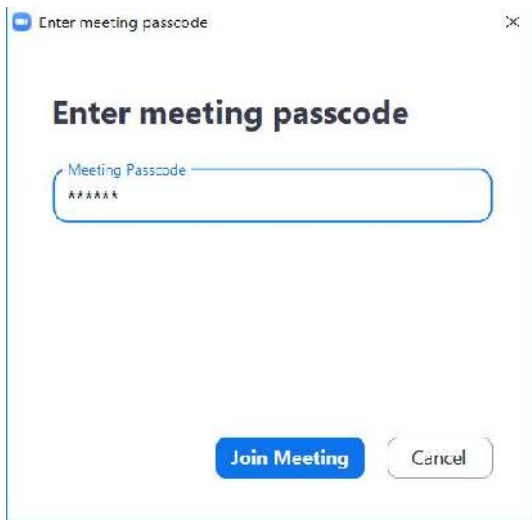 Enter meeting passcode
Enter meeting passcode
Meeting Passcode
******
Join Meeting
Cancel